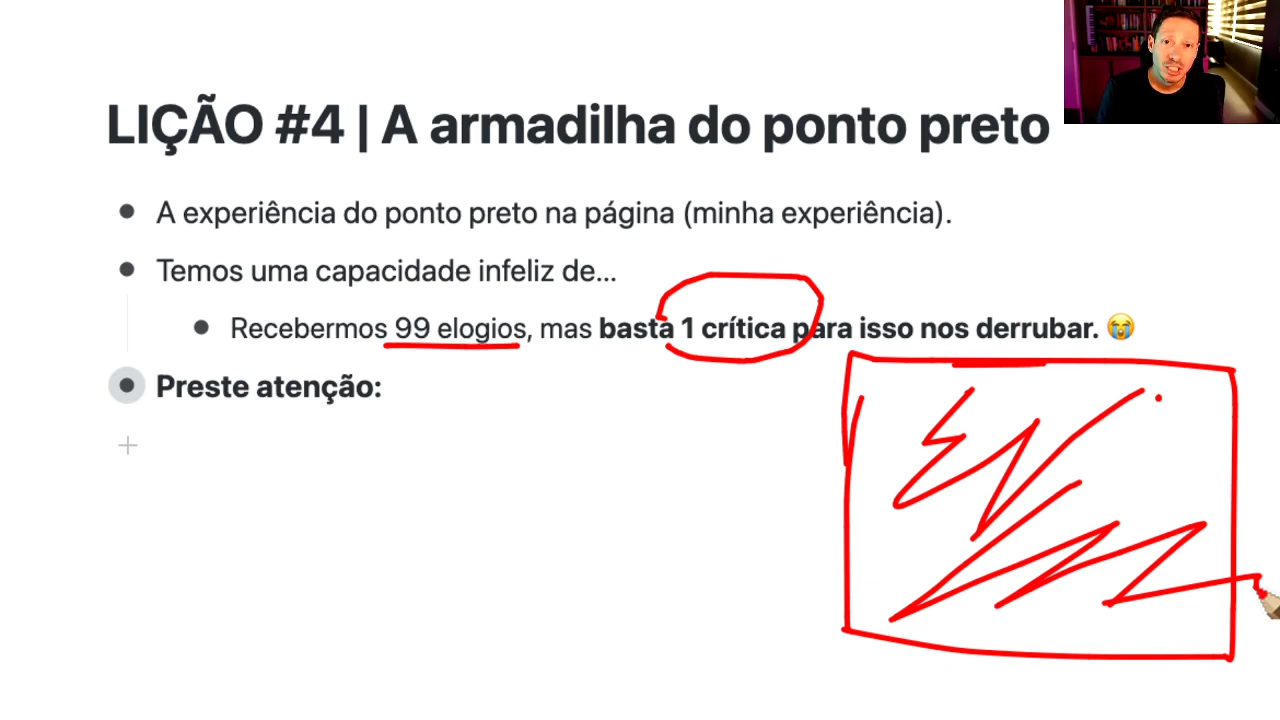 LIÇÃO #4 | A armadilha do ponto preto
A experiência do ponto preto na página (minha experiência).
Temos uma capacidade infeliz de...
Recebermos 99 elogios, mas basta 1 crítica para isso nos derrubar. 😭
Preste atenção: